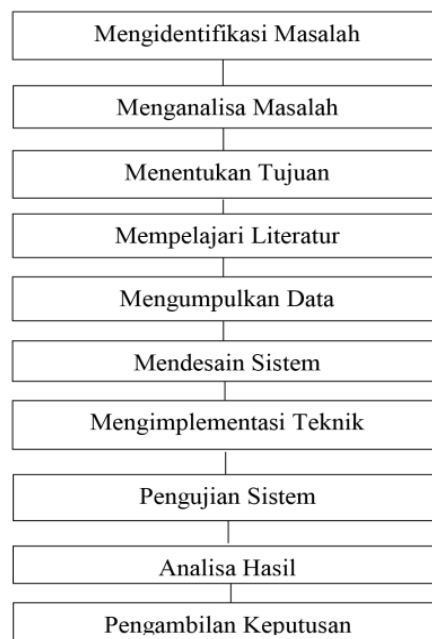 Mengidentifikasi Masalah
Menganalisa Masalah
Menentukan Tujuan
Mempelajari Literatur
Mengumpulkan Data
Mendesain Sistem
Mengimplementasi Teknik
Pengujian Sistem
Analisa Hasil
Pengambilan Keputusan